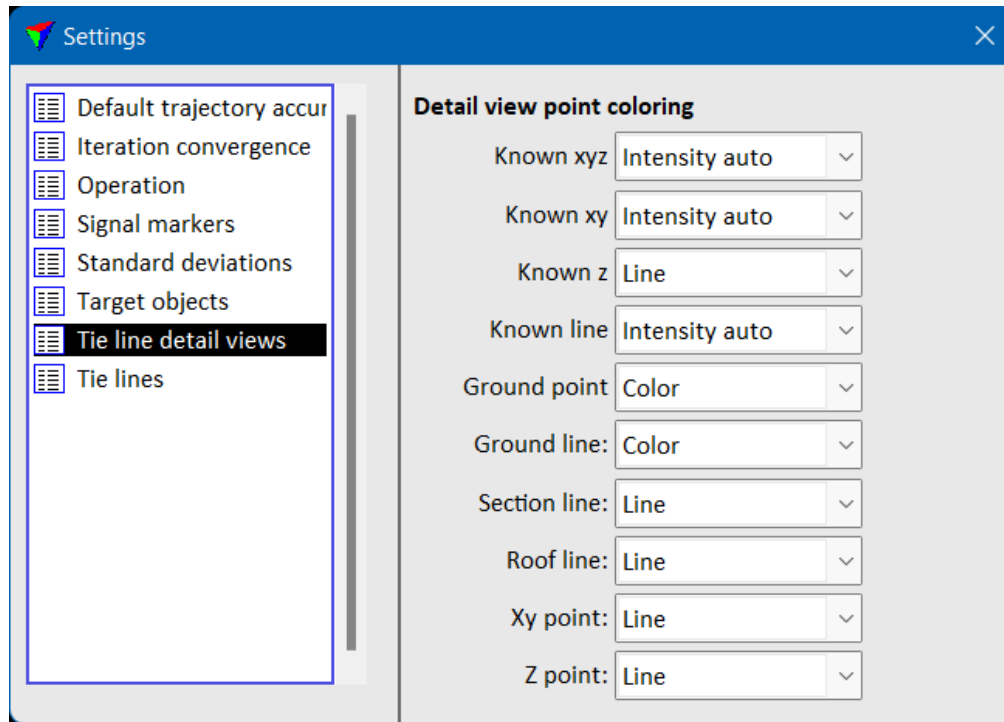 Settings
Default trajectory accur
Iteration convergence
Operation
Signal markers
Standard deviations
Target objects
Tie line detail views
Tie lines
Detail view point coloring
Known xyz Intensity auto
Known xy Intensity auto
Known z Line
Known line Intensity auto
Ground point Color
Ground line: Color
Section line: Line
Roof line: Line
Xy point: Line
Z point: Line